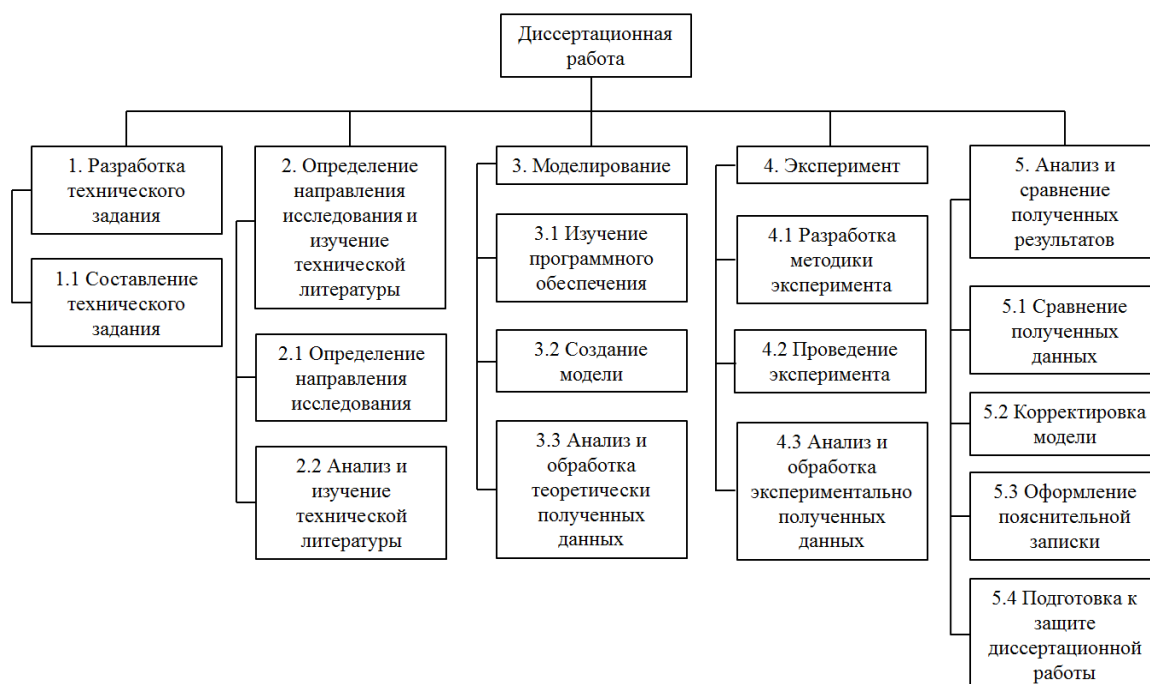 Диссертационная
работа
1. Разработка
технического
задания
1.1 Составление
технического
задания
2. Определение
направления
исследования и
изучение
технической
литературы
2.1 Определение
направления
исследования
2.2 Анализ и
изучение
технической
литературы
3. Моделирование
3.1 Изучение
программного
обеспечения
3.2 Создание
модели
3.3 Анализ и
обработка
теоретически
полученных
данных
4. Эксперимент
4.1 Разработка
методики
эксперимента
4.2 Проведение
эксперимента
4.3 Анализ и
обработка
экспериментально
полученных
данных
5. Анализ и
сравнение
полученных
результатов
5.1 Сравнение
полученных
данных
5.2 Корректировка
модели
5.3 Оформление
пояснительной
записки
5.4 Подготовка к
защите
диссертационной
работы